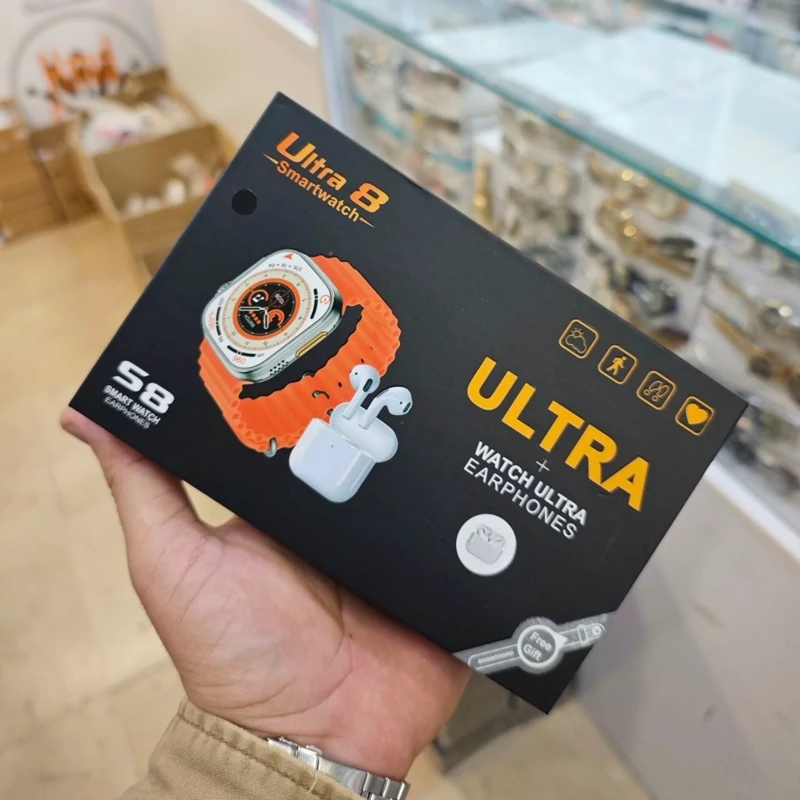 Ultra 8
Smartwatch
S8
SMART WATCH
EARPHONES
ULTRA
+
WATCH ULTRA
EARPHONES
Free
Gift